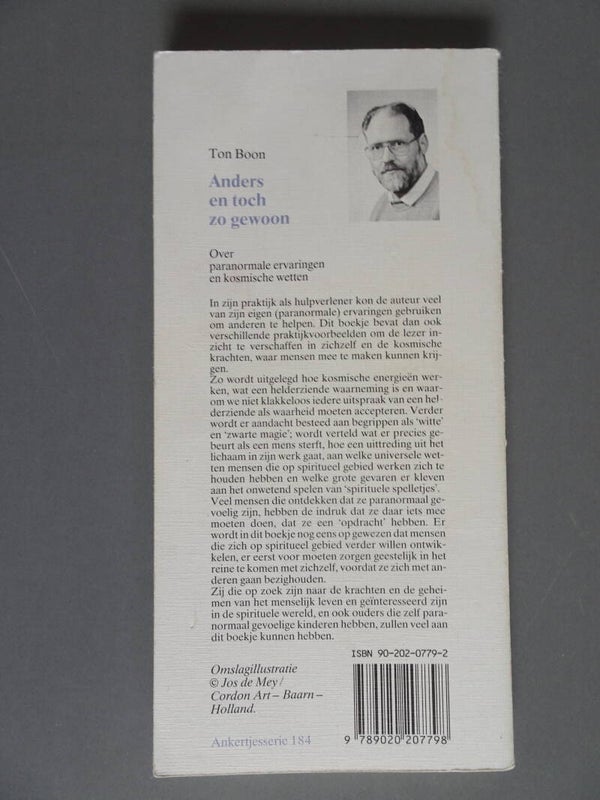 Ton Boon
Anders
en toch
zo gewoon
Over
paranormale ervaringen
en kosmische wetten
In zijn praktijk als hulpverlener kon de auteur veel
van zijn eigen (paranormale) ervaringen gebruiken
om anderen te helpen. Dit boekje bevat dan ook
verschillende praktijkvoorbeelden om de lezer in-
zicht te verschaffen in zichzelf en de kosmische
krachten, waar mensen mee te maken kunnen krij-
gen.
Zo wordt uitgelegd hoe kosmische energieën wer-
ken, wat een helderziende waarneming is en waar-
om we niet klakkeloos iedere uitspraak van een hel-
derziende als waarheid moeten accepteren. Verder
wordt er aandacht besteed aan begrippen als 'witte'
en 'zwarte magie'; wordt verteld wat er precies ge-
beurt als een mens sterft, hoe een uittreding uit het
lichaam in zijn werk gaat, aan welke universele wet-
ten mensen die op spiritueel gebied werken zich te
houden hebben en welke grote gevaren er kleven
aan het onwetend spelen van 'spirituele spelletjes'.
Veel mensen die ontdekken dat ze paranormaal ge-
voelig zijn, hebben de indruk dat ze daar iets mee
moeten doen, dat ze een 'opdracht' hebben. Er
wordt in dit boekje nog eens op gewezen dat mensen
die zich op spiritueel gebied verder willen ontwik-
kelen, er eerst voor moeten zorgen geestelijk in het
reine te komen met zichzelf, voordat ze zich met an-
deren gaan bezighouden.
Zij die op zoek zijn naar de krachten en de gehei-
men van het menselijk leven en geïnteresseerd zijn
in de spirituele wereld, en ook ouders die zelf para-
normaal gevoelige kinderen hebben, zullen veel aan
dit boekje kunnen hebben.
ISBN 90-202-0779-2
Omslagillustratie
© Jos de Mey /
Cordon Art – Baarn –
Holland.
Ankertjesserie 184
9 789020 207798